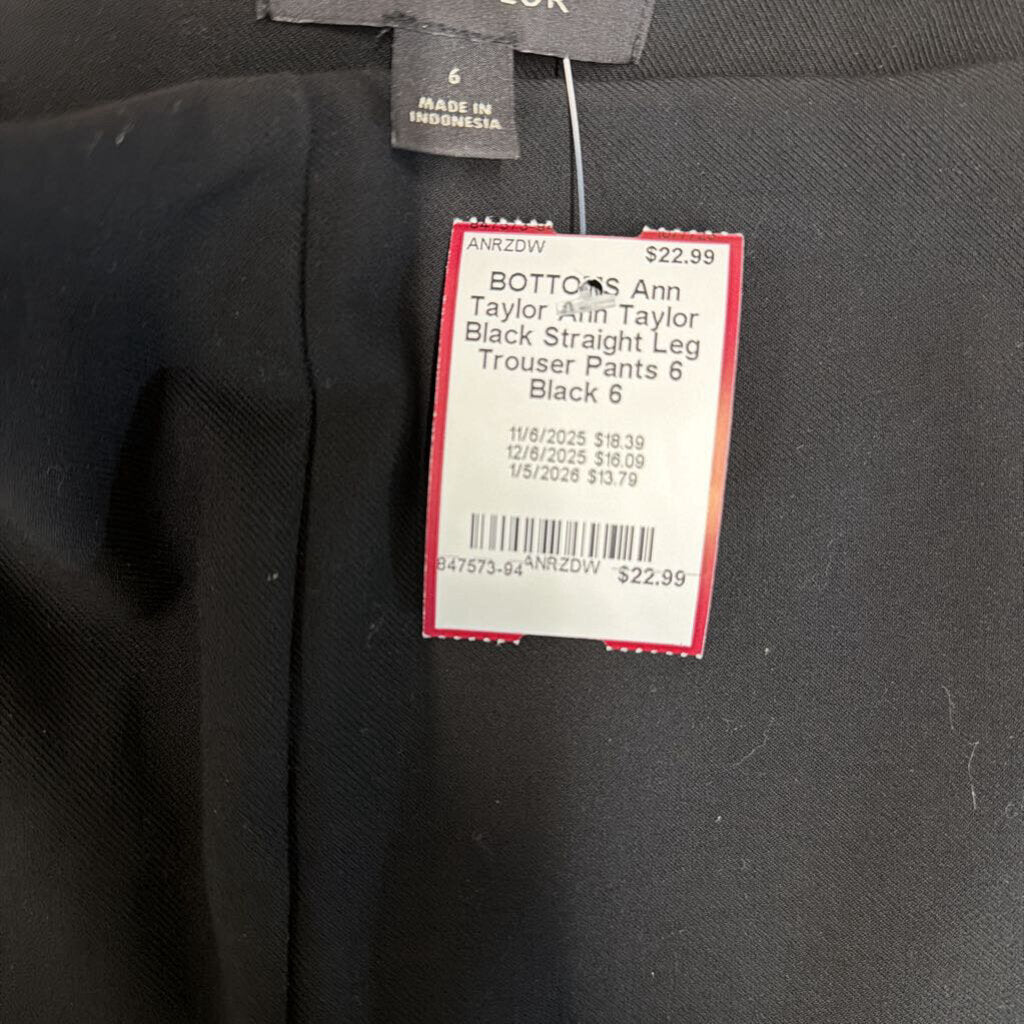 6
MADE IN
INDONESIA
ANRZDW
$22.99
BOTTOMS Ann
Taylor Ann Taylor
Black Straight Leg
Trouser Pants 6
Black 6
11/6/2025 $18.39
12/6/2025 $16.09
1/5/2026 $13.79
847573-94 ANRZDW $22.99